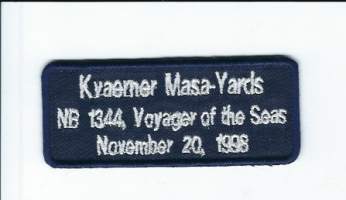 Kvaerner Masa-Yards
NB 1344, Voyager of the Seas
November 20, 1998